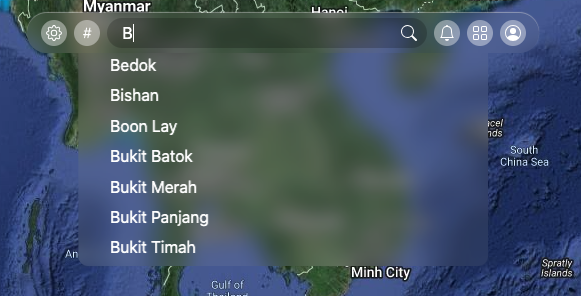 Myanmar
Hanoi
#
B
Bedok
Bishan
Boon Lay
Bukit Batok
Bukit Merah
Bukit Panjang
Bukit Timah
South
China Sea
Gulf of
Thailand
Minh City
Spratly
Islands